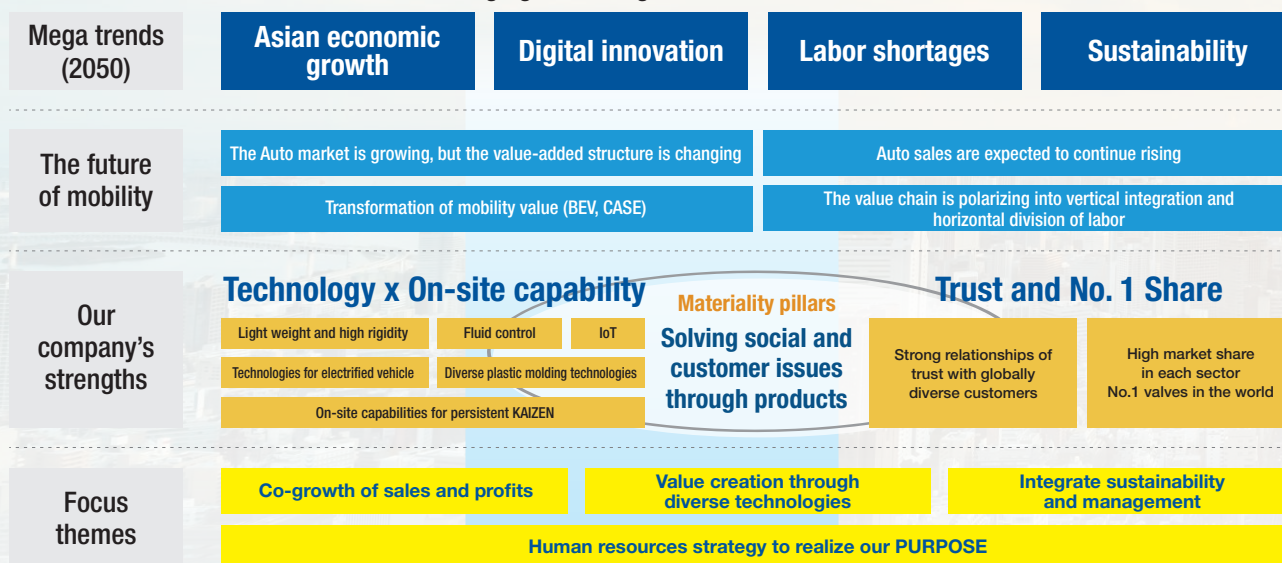 Mega trends
(2050)
Asian economic
growth
Digital innovation
Labor shortages
Sustainability
The future
of mobility
The Auto market is growing, but the value-added structure is changing
Auto sales are expected to continue rising
Transformation of mobility value (BEV, CASE)
The value chain is polarizing into vertical integration and
horizontal division of labor
Our
company's
strengths
Technology x On-site capability
Light weight and high rigidity
Fluid control
IoT
Technologies for electrified vehicle
Diverse plastic molding technologies
On-site capabilities for persistent KAIZEN
Materiality pillars
Solving social and
customer issues
through products
Trust and No. 1 Share
Strong relationships of
trust with globally
diverse customers
High market share
in each sector
No.1 valves in the world
Focus
themes
Co-growth of sales and profits
Value creation through
diverse technologies
Integrate sustainability
and management
Human resources strategy to realize our PURPOSE